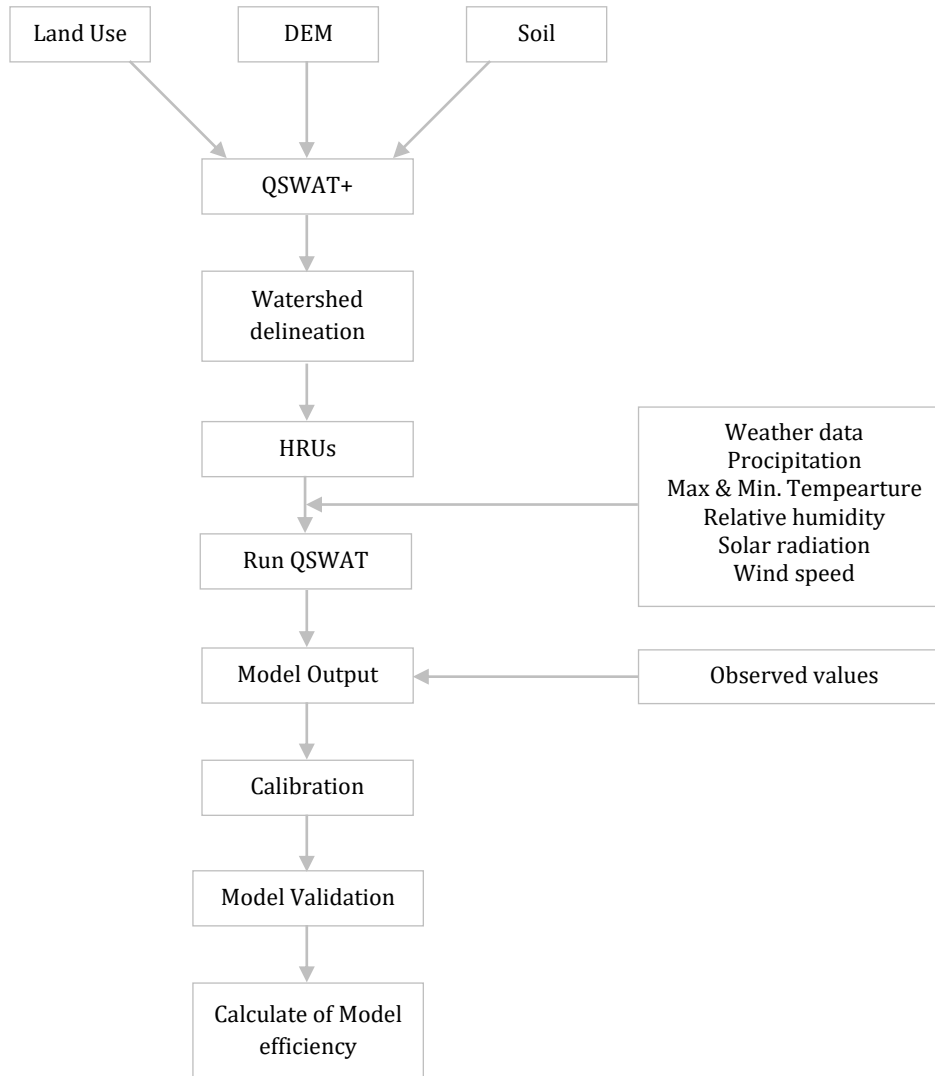 Land Use
DEM
Soil
QSWAT+
Watershed
delineation
HRUs
Weather data
Procipitation
Max & Min. Tempearture
Relative humidity
Solar radiation
Wind speed
Run QSWAT
Model Output
Observed values
Calibration
Model Validation
Calculate of Model
efficiency